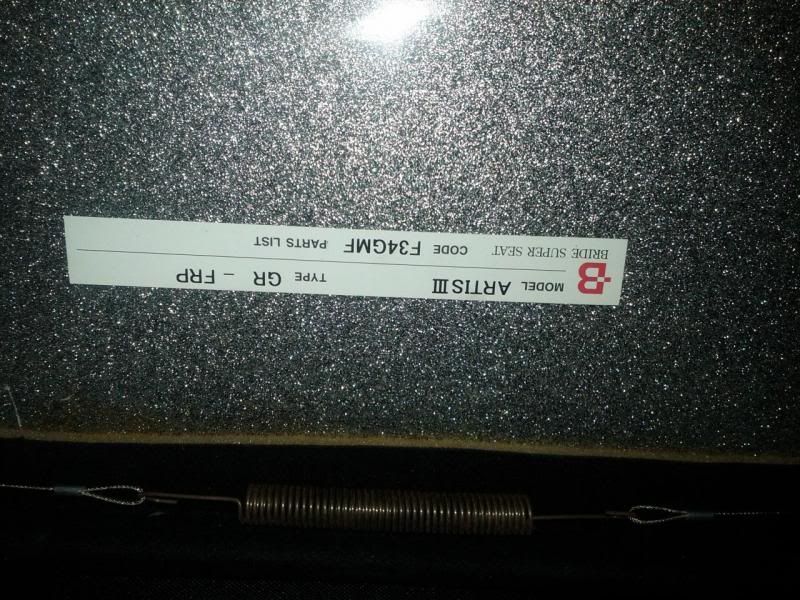 MODEL ARTIS III TYPE GR - FRP
BRIDE SUPER SEAT CODE F34GMF PARTS LIST